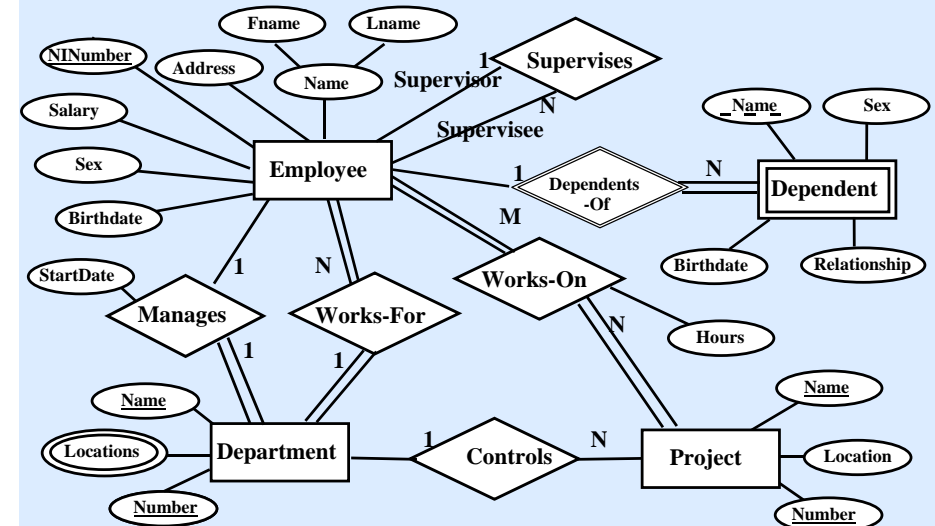 Fname
Lname
NINumber
Address
Name
Supervises
1
Supervisor
N
Supervisee
Salary
Name
Sex
Sex
Employee
1
Dependents
-Of
N
Dependent
Birthdate
M
StartDate
1
N
Works-On
Birthdate
Relationship
Manages
Works-For
N
Hours
1
1
Name
Name
Locations
Department
1
Controls
N
Project
Location
Number
Number